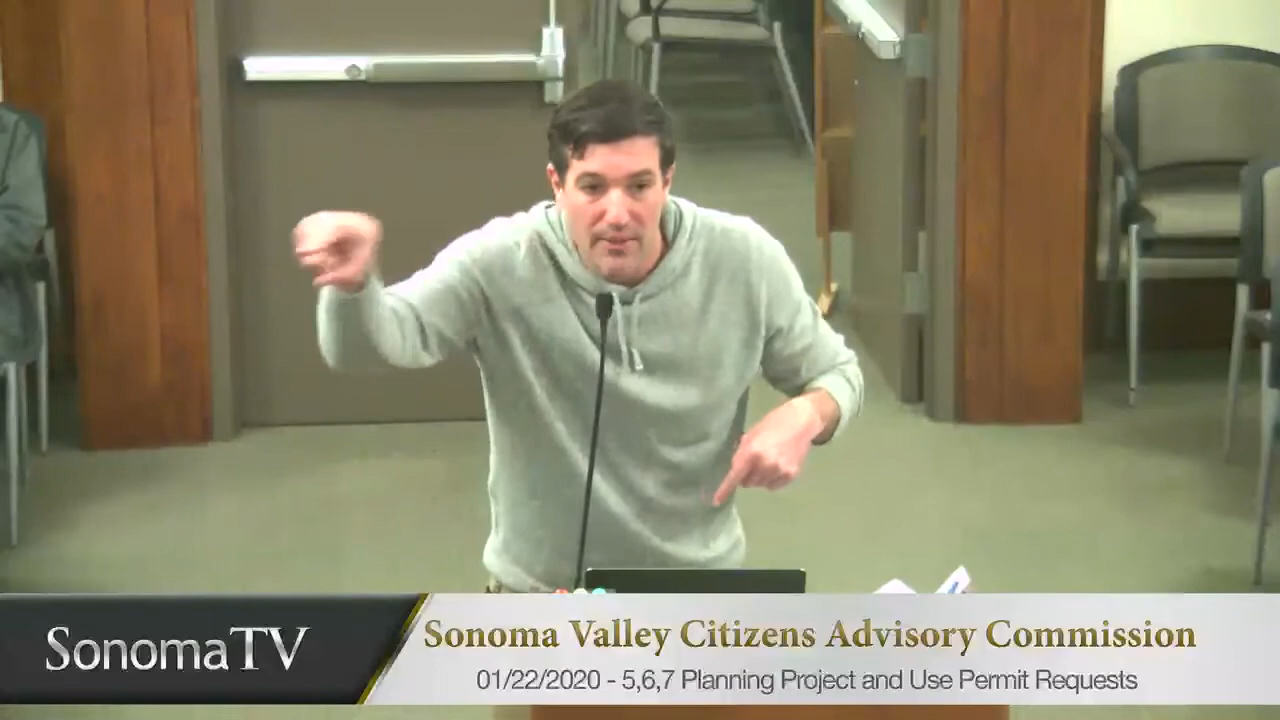 SonomaTV
Sonoma Valley Citizens Advisory Commission
01/22/2020 - 5,6,7 Planning Project and Use Permit Requests